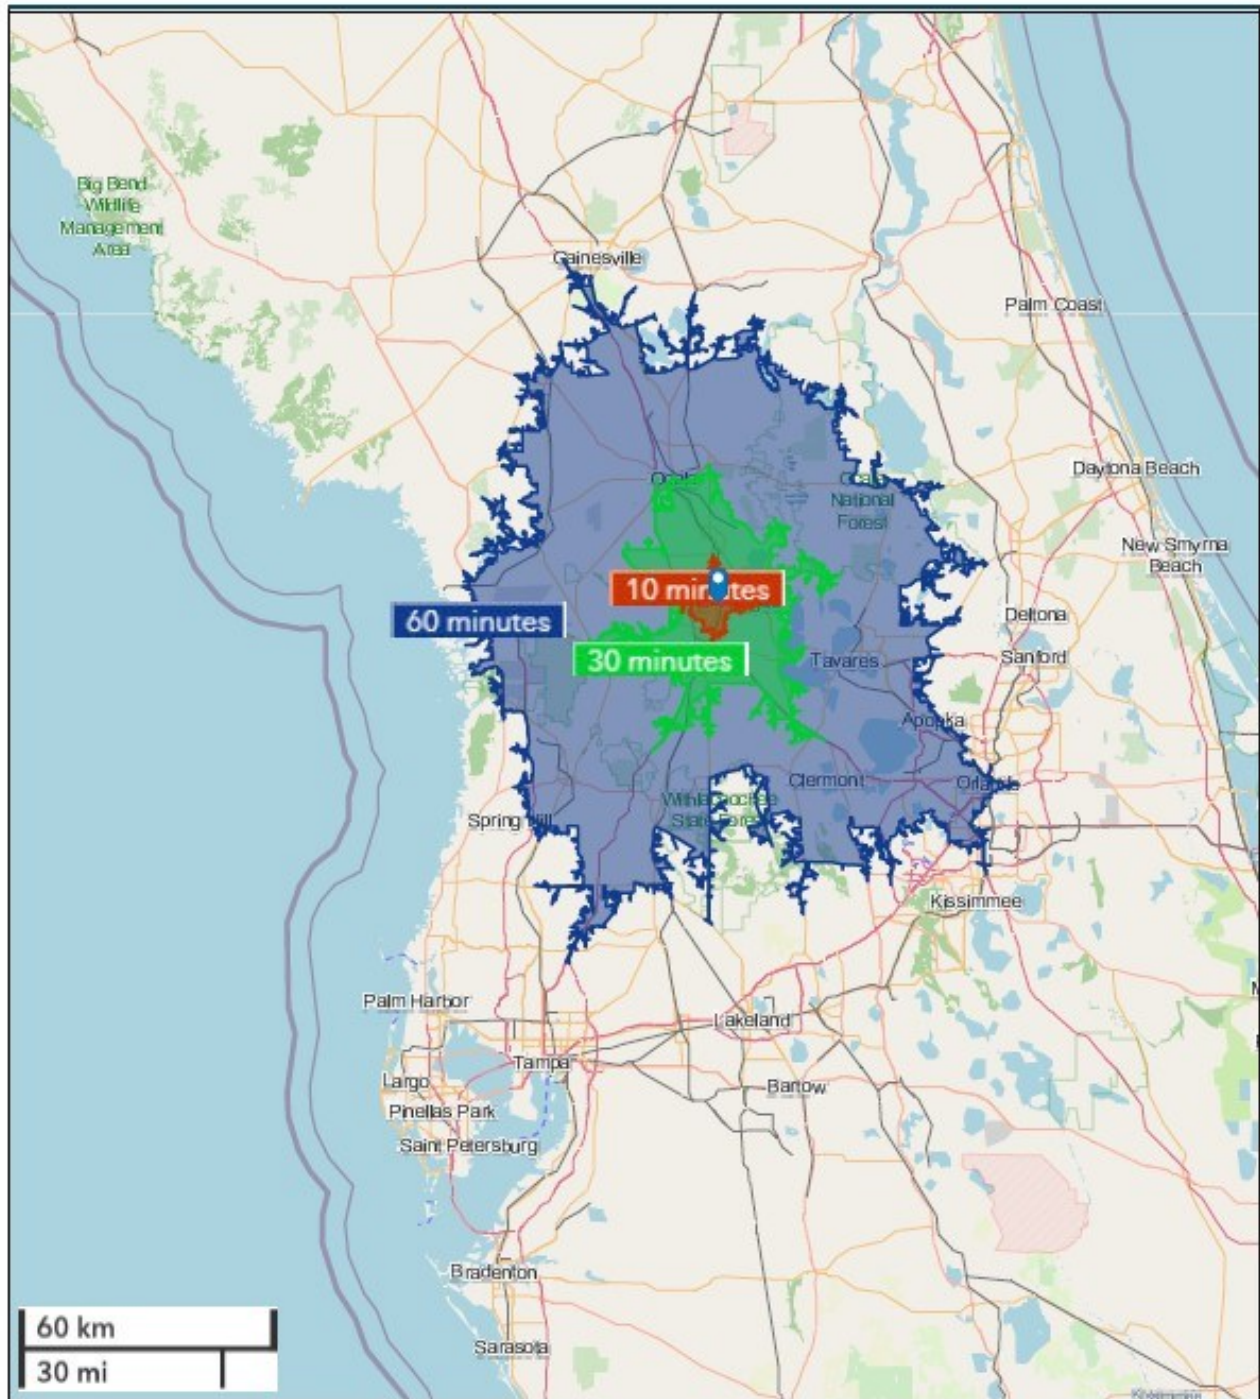 Big Bend
Wildlife
Management
Area
Gainesville
Palm Coast
Daytona Beach
Ocala
National
Forest
New Smyrna
Beach
10 minutes
60 minutes
Deltona
30 minutes
Tavares
Sanford
Apopka
Clermont
Orlando
Withlacoochee
State Forest
Spring Hill
Kissimmee
Palm Harbor
Lakeland
Tampa
Largo
Bartow
Pinellas Park
Saint Petersburg
Bradenton
60 km
30 mi
Sarasota